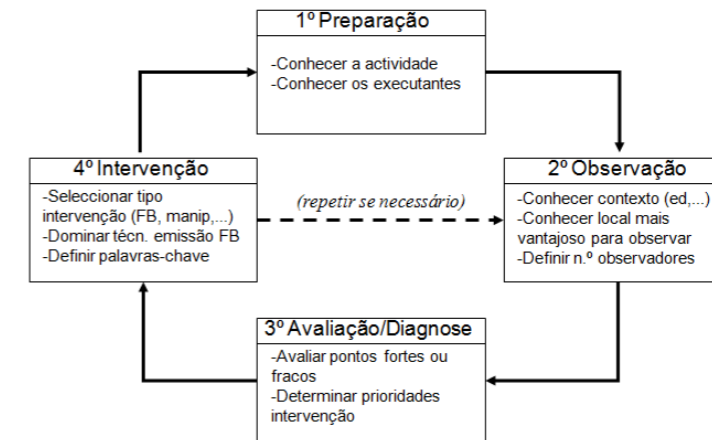 1º Preparação
-Conhecer a actividade
-Conhecer os executantes
4º Intervenção
-Seleccionar tipo
intervenção (FB, manip,...)
-Dominar técn. emissão FB
-Definir palavras-chave
(repetir se necessário)
2º Observação
-Conhecer contexto (ed,...)
-Conhecer local mais
vantajoso para observar
-Definir n.º observadores
3º Avaliação/Diagnose
-Avaliar pontos fortes ou
fracos
-Determinar prioridades
intervenção